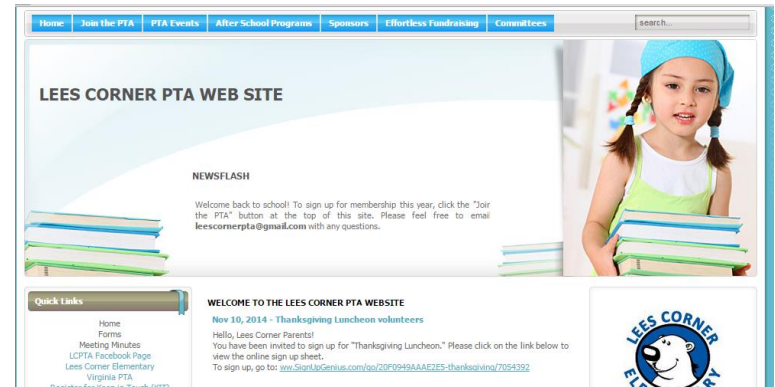 Home Join the PTA PTA Events After School Programs Sponsors Effortless Fundraising Committees search...
LEES CORNER PTA WEB SITE
NEWSFLASH
Welcome back to school! To sign up for membership this year, click the "Join
the PTA" button at the top of this site. Please feel free to emai
leescornerpta@gmail.com with any questions.
Quick Links
Home
Forms
Meeting Minutes
LCPTA Facebook Page
Lees Corner Elementary
Virginia PTA
WELCOME TO THE LEES CORNER PTA WEBSITE
Nov 10, 2014 - Thanksgiving Luncheon volunteers
Hello, Lees Corner Parents!
You have been invited to sign up for "Thanksgiving Luncheon." Please click on the link below to
view the online sign up sheet.
To sign up, go to: ww.SignUpGenius.com/go/20F0949AAAE2E5-thanksgiving/7054392
LEES CORNER